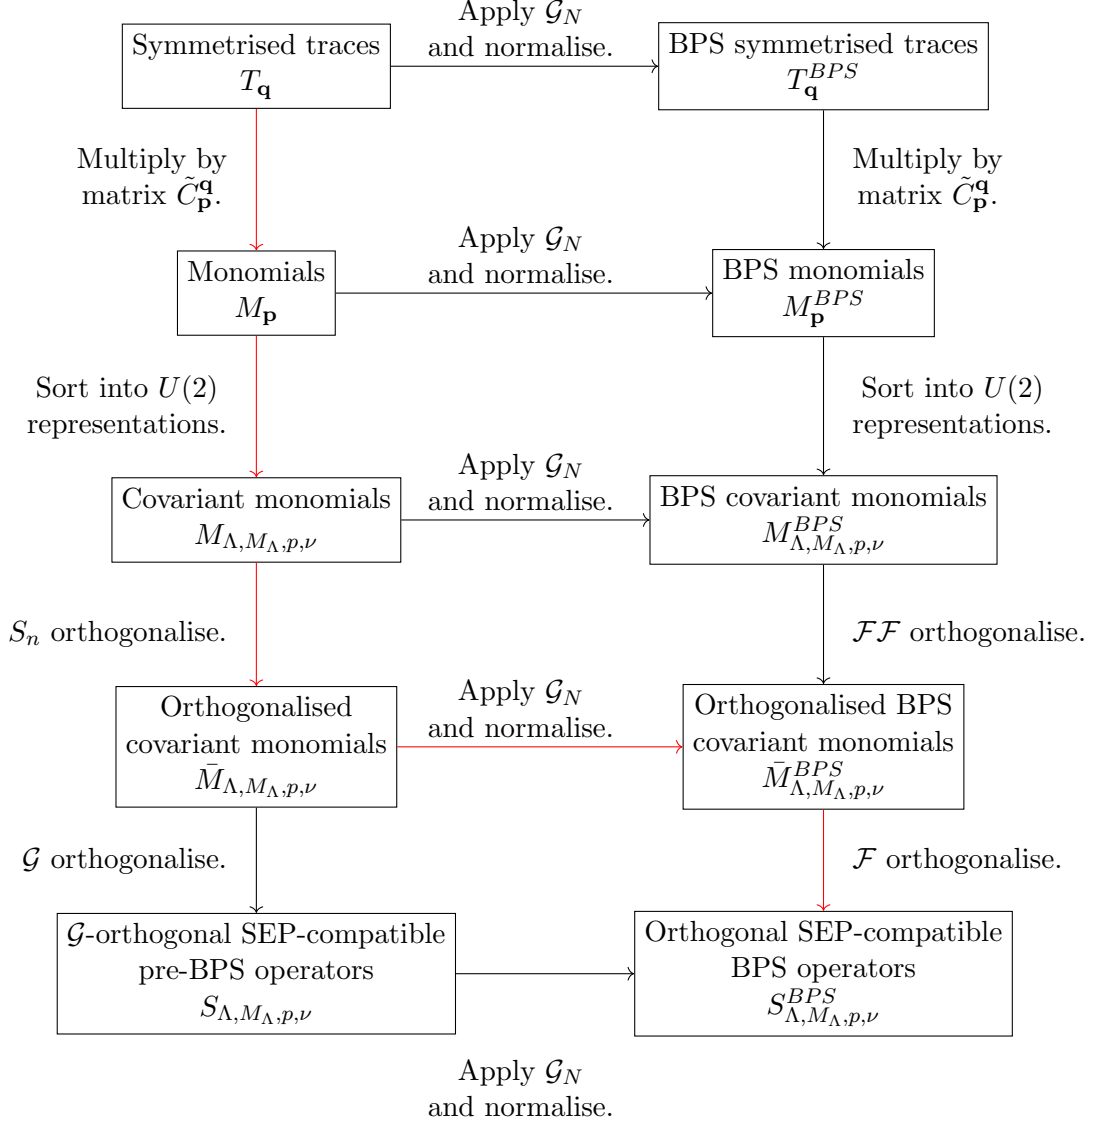 Apply 𝒢_N
and normalise.
Symmetrised traces
T_𝐪
BPS symmetrised traces
T_𝐪^{BPS}
Multiply by
matrix C̃_𝐩^𝐪.
Multiply by
matrix C̃_𝐩^𝐪.
Apply 𝒢_N
and normalise.
Monomials
M_𝐩
BPS monomials
M_𝐩^{BPS}
Sort into U(2)
representations.
Sort into U(2)
representations.
Apply 𝒢_N
and normalise.
Covariant monomials
M_{Λ,M_Λ,p,ν}
BPS covariant monomials
M_{Λ,M_Λ,p,ν}^{BPS}
S_n orthogonalise.
ℱℱ orthogonalise.
Apply 𝒢_N
and normalise.
Orthogonalised
covariant monomials
M̄_{Λ,M_Λ,p,ν}
Orthogonalised BPS
covariant monomials
M̄_{Λ,M_Λ,p,ν}^{BPS}
𝒢 orthogonalise.
ℱ orthogonalise.
𝒢-orthogonal SEP-compatible
pre-BPS operators
S_{Λ,M_Λ,p,ν}
Orthogonal SEP-compatible
BPS operators
S_{Λ,M_Λ,p,ν}^{BPS}
Apply 𝒢_N
and normalise.